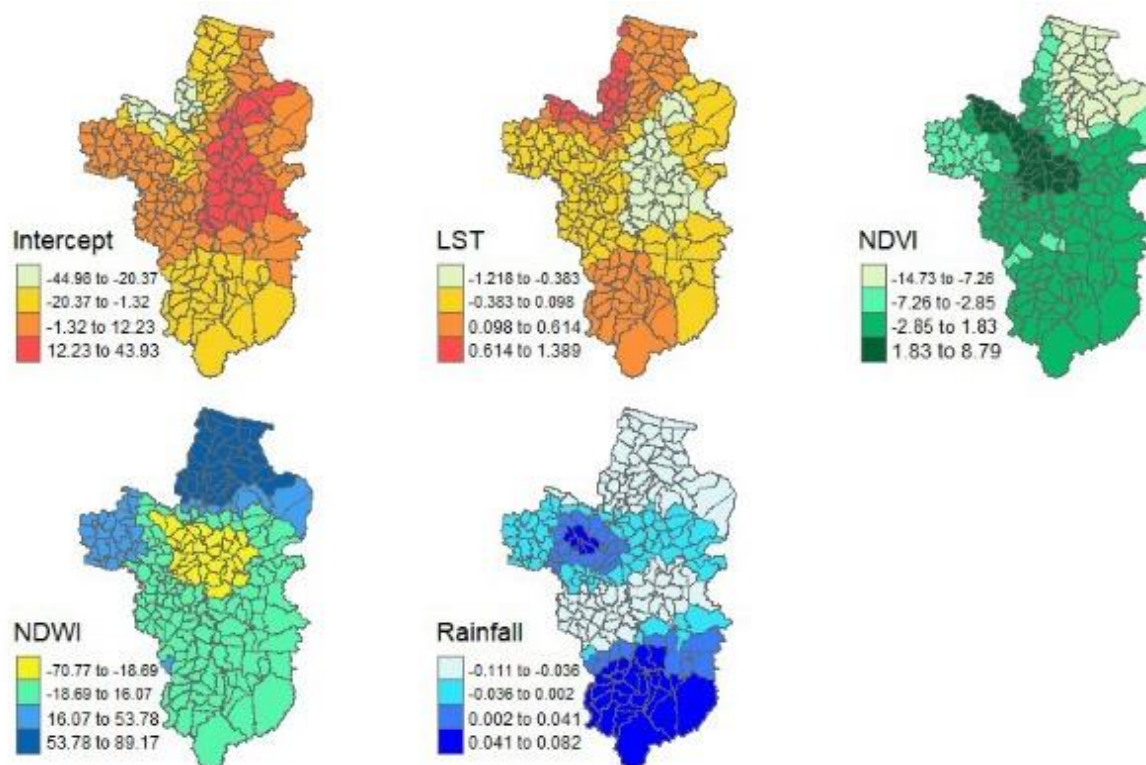 Intercept
-44.96 to -20.37
-20.37 to -1.32
-1.32 to 12.23
12.23 to 43.93
LST
-1.218 to -0.383
-0.383 to 0.098
0.098 to 0.614
0.614 to 1.389
NDVI
-14.73 to -7.26
-7.26 to -2.85
-2.85 to 1.83
1.83 to 8.79
NDWI
-70.77 to -18.69
-18.69 to 16.07
16.07 to 53.78
53.78 to 89.17
Rainfall
-0.111 to -0.036
-0.036 to 0.002
0.002 to 0.041
0.041 to 0.082